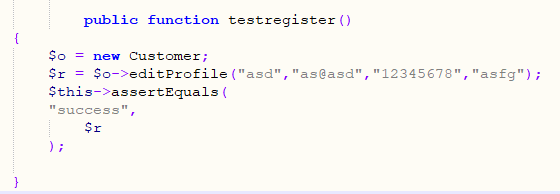 public function testregister()
{
$o = new Customer;
$r = $o->editProfile("asd","as@asd","12345678","asfg");
$this->assertEquals(
"success",
$r
);
}